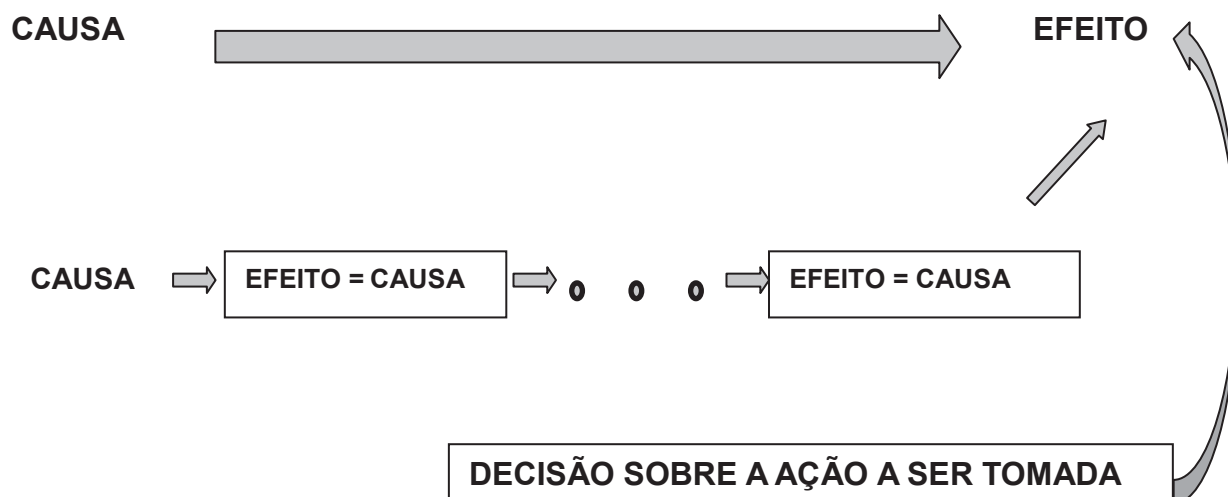 CAUSA
EFEITO
CAUSA
EFEITO = CAUSA
EFEITO = CAUSA
DECISÃO SOBRE A AÇÃO A SER TOMADA